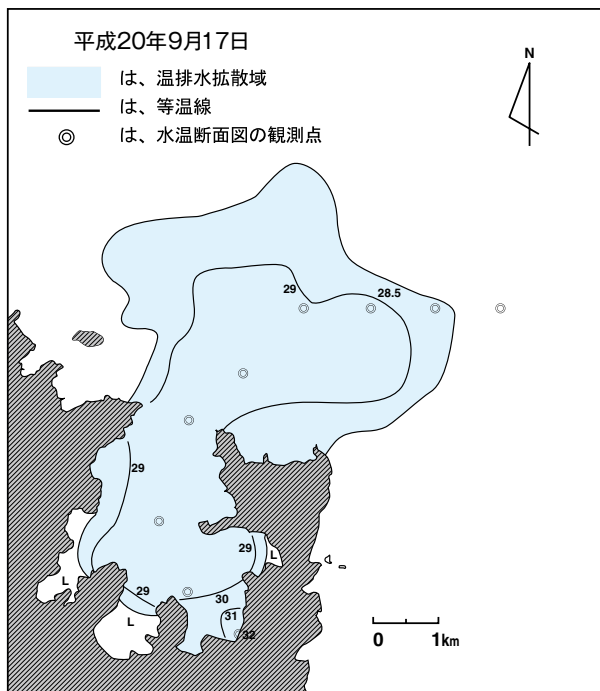 平成20年9月17日
は、温排水拡散域
は、等温線
は、水温断面図の観測点
N
29
28.5
29
29
L
L
29
30
L
31
32
0 1km